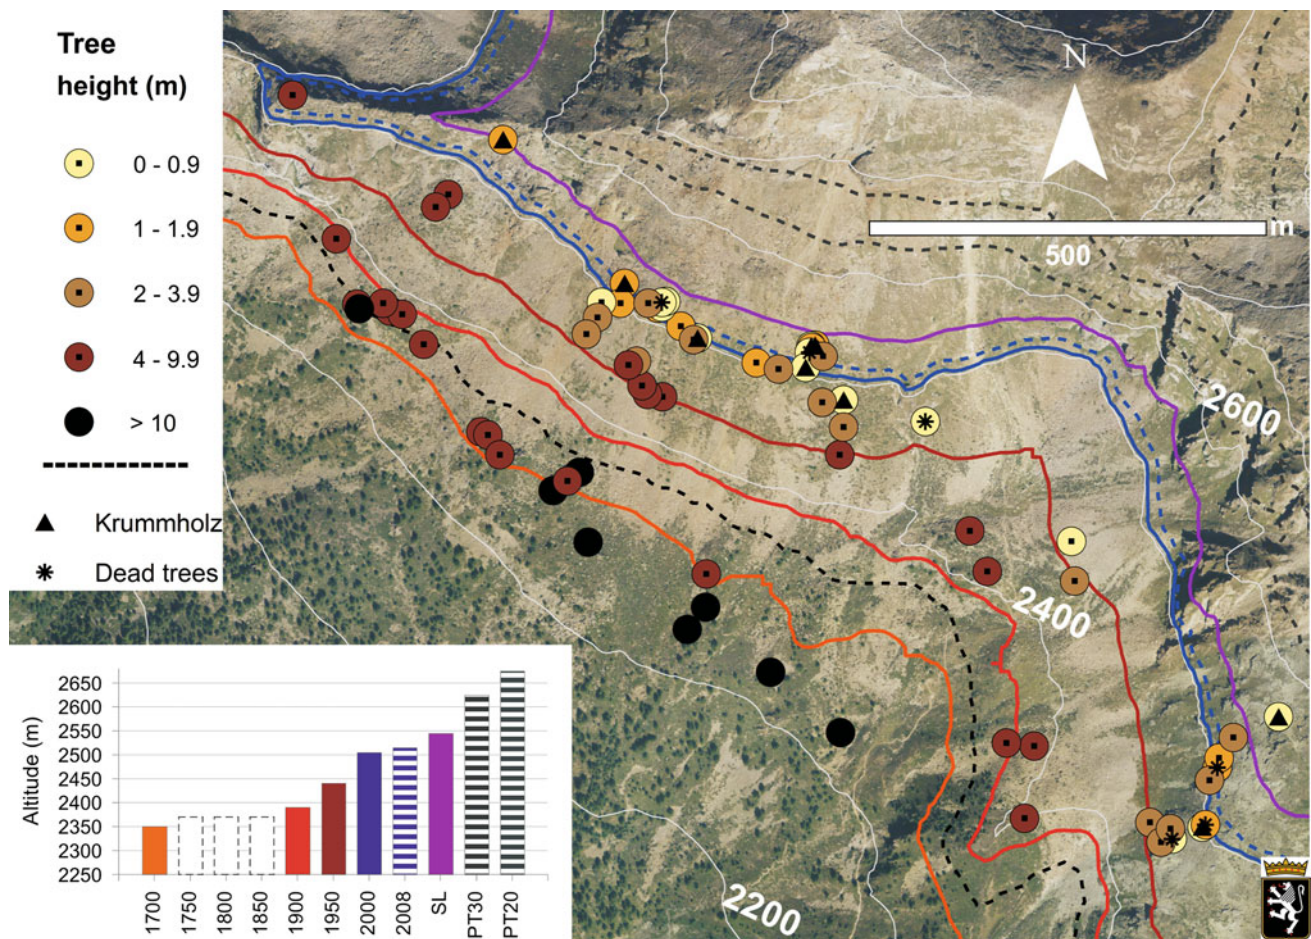 Tree
height (m)
0 - 0.9
1 - 1.9
2 - 3.9
4 - 9.9
> 10
Krummholz
Dead trees
N
m
500
2600
2400
2200
Altitude (m)
2650
2600
2550
2500
2450
2400
2350
2300
2250
1700
1750
1800
1850
1900
1950
2000
2008
SL
PT30
PT20